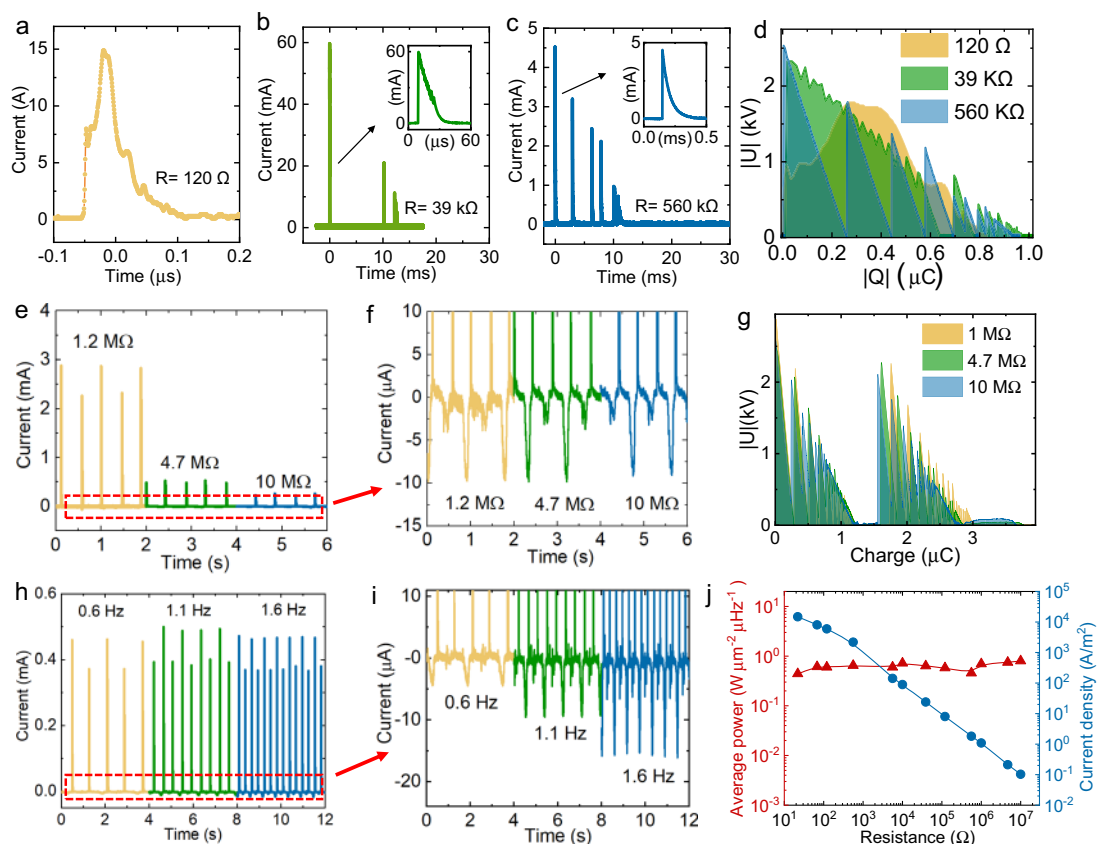 a
15
10
5
0
Current (A)
R= 120 Ω
-0.1
0.0
0.1
0.2
Time (μs)
b
60
40
20
0
Current (mA)
60
(mA)
0
0
(μs)
60
R= 39 kΩ
0
10
20
30
Time (ms)
c
5
4
3
2
1
0
Current (mA)
5
(mA)
0
0.0
(ms)
0.5
R= 560 kΩ
0
10
20
30
Time (ms)
d
2
1
0
|U| (kV)
120 Ω
39 KΩ
560 KΩ
0.0
0.2
0.4
0.6
0.8
1.0
|Q| (μC)
e
4
3
2
1
0
Current (mA)
1.2 MΩ
4.7 MΩ
10 MΩ
0
1
2
3
4
5
6
Time (s)
f
10
5
0
-5
-10
-15
Current (μA)
1.2 MΩ
4.7 MΩ
10 MΩ
0
1
2
3
4
5
6
Time (s)
g
2
1
0
|U|(kV)
1 MΩ
4.7 MΩ
10 MΩ
0
1
2
3
Charge (μC)
h
0.6
0.4
0.2
0.0
Current (mA)
0.6 Hz
1.1 Hz
1.6 Hz
0
2
4
6
8
10
12
Time (s)
i
10
0
-10
-20
Current (μA)
0.6 Hz
1.1 Hz
1.6 Hz
0
2
4
6
8
10
12
Time (s)
j
10¹
10⁰
10⁻¹
10⁻²
10⁻³
Average power (W μm⁻² μHz⁻¹)
10⁵
10⁴
10³
10²
10¹
10⁰
10⁻¹
10⁻²
Current density (A/m²)
10¹
10²
10³
10⁴
10⁵
10⁶
10⁷
Resistance (Ω)